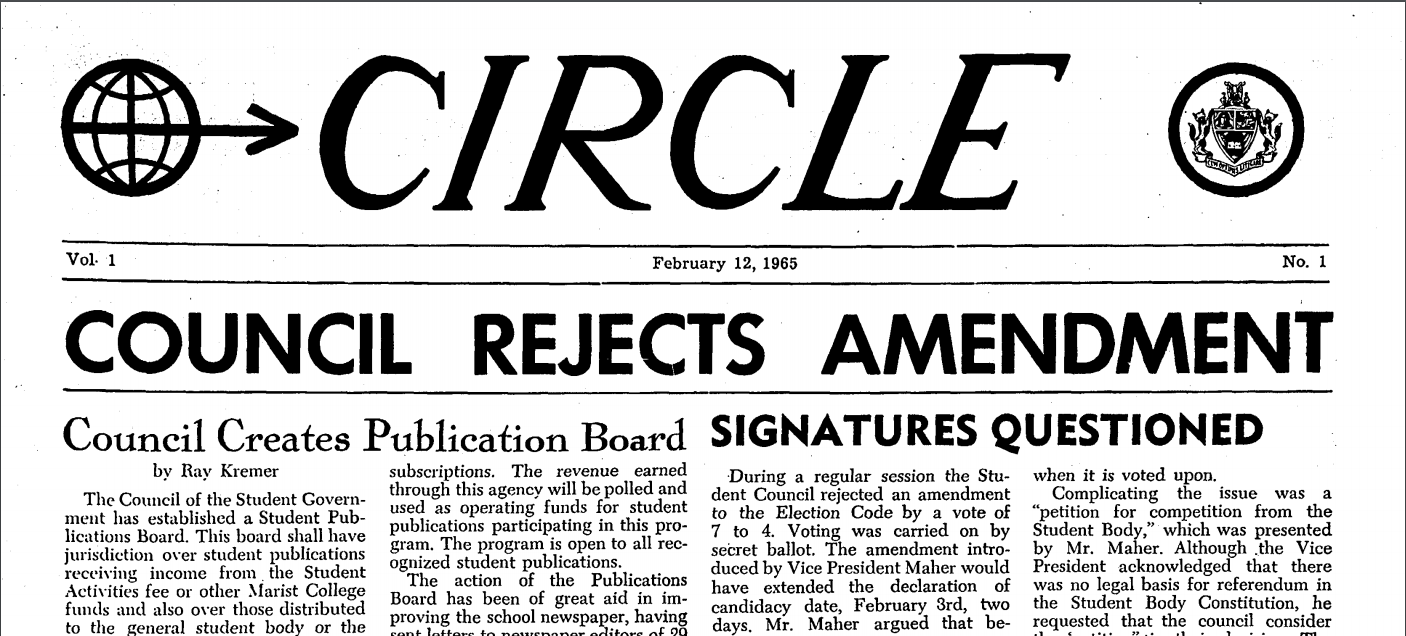 CIRCLE
Vol. 1
February 12, 1965
No. 1
COUNCIL REJECTS AMENDMENT
Council Creates Publication Board
by Ray Kremer
The Council of the Student Govern-
ment has established a Student Pub-
lications Board. This board shall have
jurisdiction over student publications
receiving income from the Student
Activities fee or other Marist College
funds and also over those distributed
to the general student body or the
subscriptions. The revenue earned
through this agency will be polled and
used as operating funds for student
publications participating in this pro-
gram. The program is open to all rec-
ognized student publications.
The action of the Publications
Board has been of great aid in im-
proving the school newspaper, having
sent letters to newspaper editors of 29
SIGNATURES QUESTIONED
During a regular session the Stu-
dent Council rejected an amendment
to the Election Code by a vote of
7 to 4. Voting was carried on by
secret ballot. The amendment intro-
duced by Vice President Maher would
have extended the declaration of
candidacy date, February 3rd, two
days. Mr. Maher argued that be-
when it is voted upon.
Complicating the issue was a
"petition for competition from the
Student Body," which was presented
by Mr. Maher. Although the Vice
President acknowledged that there
was no legal basis for referendum in
the Student Body Constitution, he
requested that the council consider